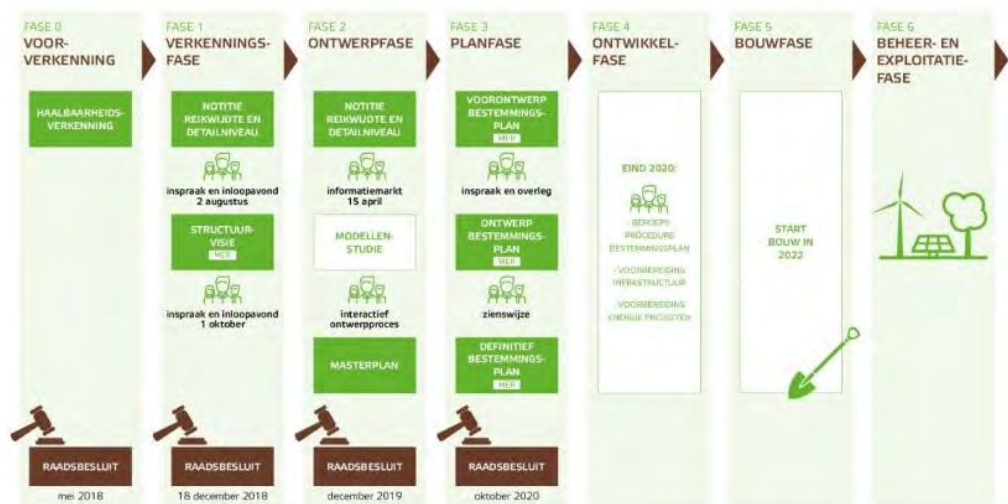 FASE 0
VOOR-
VERKENNING
HAALBAARHEIDS-
VERKENNING
RAADSBESLUIT
mei 2018
FASE 1
VERKENNINGS-
FASE
NOTITIE
REIKWIJDTE EN
DETAILNIVEAU
inspraak en inloopavond
2 augustus
STRUCTUUR-
VISIE
MER
inspraak en inloopavond
1 oktober
RAADSBESLUIT
18 december 2018
FASE 2
ONTWERPFASE
NOTITIE
REIKWIJDTE EN
DETAILNIVEAU
informatiemarkt
15 april
MODELLEN-
STUDIE
interactief
ontwerpproces
MASTERPLAN
RAADSBESLUIT
december 2019
FASE 3
PLANFASE
VOORONTWERP
BESTEMMINGS-
PLAN
MER
inspraak en overleg
ONTWERP
BESTEMMINGS-
PLAN
MER
zienswijze
DEFINITIEF
BESTEMMINGS-
PLAN
MER
RAADSBESLUIT
oktober 2020
FASE 4
ONTWIKKEL-
FASE
EIND 2020:
- BEROEPS
PROCEDURE
BESTEMMINGSPLAN
- VOORBEREIDING
INFRASTRUCTUUR
- VOORBEREIDING
ENERGIE PROJECTEN
FASE 5
BOUWFASE
START
BOUW IN
2022
FASE 6
BEHEER- EN
EXPLOITATIE-
FASE